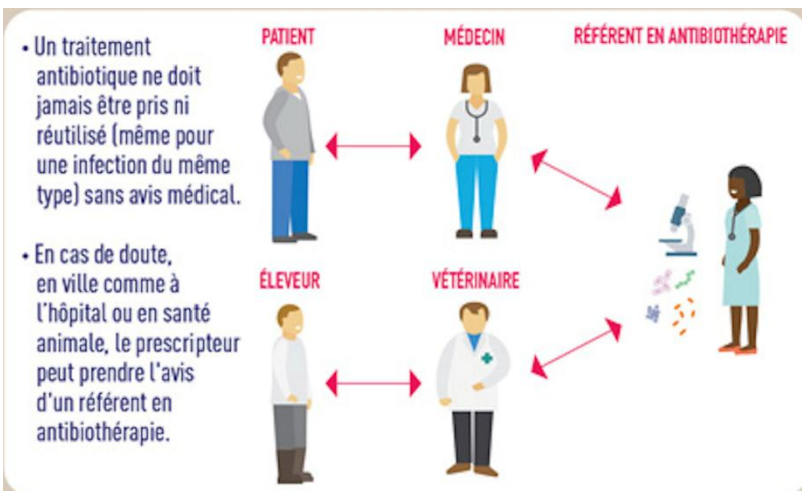 • Un traitement
antibiotique ne doit
jamais être pris ni
réutilisé (même pour
une infection du même
type) sans avis médical.
• En cas de doute,
en ville comme à
l'hôpital ou en santé
animale, le prescripteur
peut prendre l'avis
d'un référent en
antibiothérapie.
PATIENT
MÉDECIN
RÉFÉRENT EN ANTIBIOTHÉRAPIE
ÉLEVEUR
VÉTÉRINAIRE